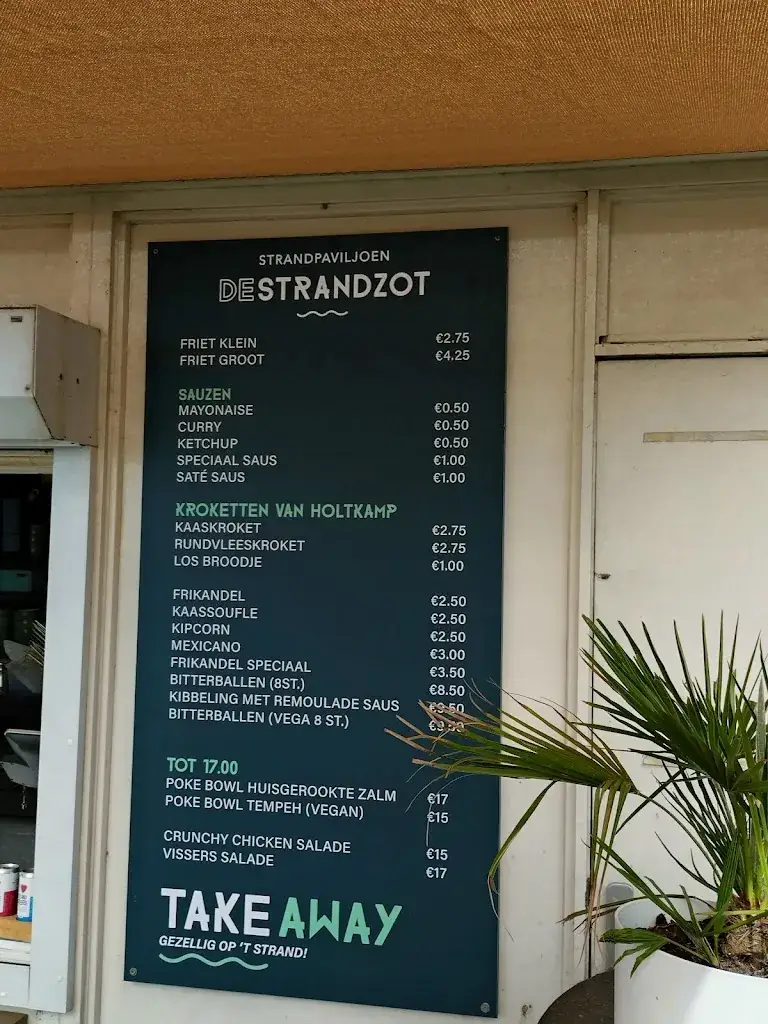 STRANDPAVILJOEN
DESTRANDZOT
FRIET KLEIN €2.75
FRIET GROOT €4,25
SAUZEN
MAYONAISE €0.50
CURRY €0.50
KETCHUP €0.50
SPECIAAL SAUS €1.00
SATÉ SAUS €1.00
KROKETTEN VAN HOLTKAMP
KAASKROKET €2.75
RUNDVLEESKROKET €2.75
LOS BROODJE €1.00
FRIKANDEL €2.50
KAASSOUFLE €2.50
KIPCORN €2.50
MEXICANO €3.00
FRIKANDEL SPECIAAL €3.50
BITTERBALLEN (8ST.) €8.50
KIBBELING MET REMOULADE SAUS
BITTERBALLEN (VEGA 8 ST.)
TOT 17.00
POKE BOWL HUISGEROOKTE ZALM €17
POKE BOWL TEMPEH (VEGAN) €15
CRUNCHY CHICKEN SALADE €15
VISSERS SALADE €17
TAKE AWAY
GEZELLIG OP 'T STRAND!